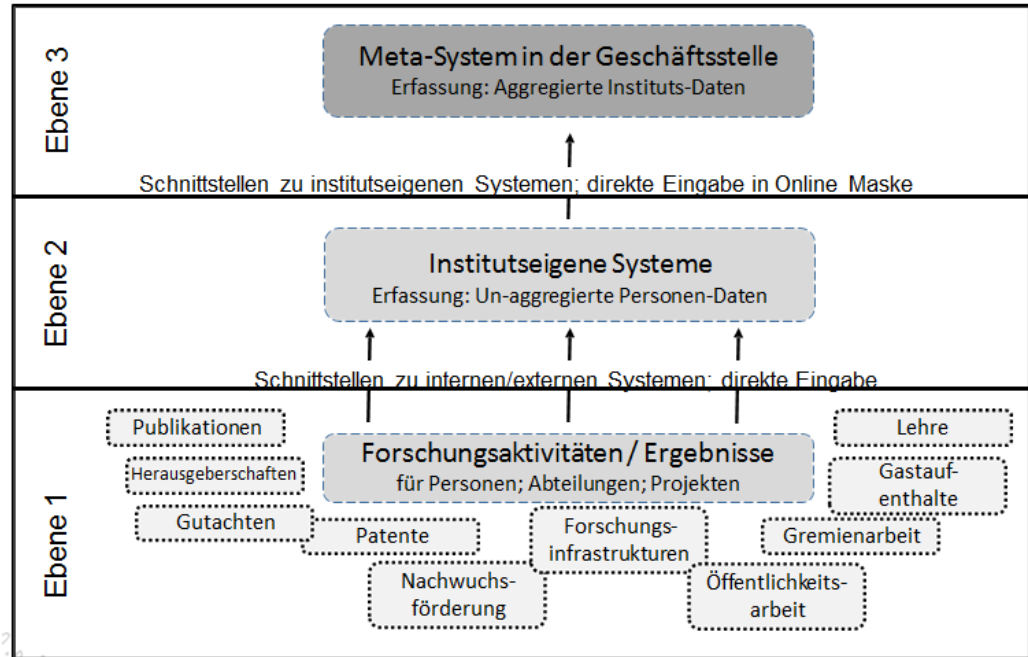 Ebene 3
Meta-System in der Geschäftsstelle
Erfassung: Aggregierte Instituts-Daten
Schnittstellen zu institutseigenen Systemen; direkte Eingabe in Online Maske
Ebene 2
Institutseigene Systeme
Erfassung: Un-aggregierte Personen-Daten
Schnittstellen zu internen/externen Systemen; direkte Eingabe
Ebene 1
Forschungsaktivitäten / Ergebnisse
für Personen; Abteilungen; Projekten
Publikationen
Herausgeberschaften
Gutachten
Patente
Nachwuchs-
förderung
Forschungs-
infrastrukturen
Öffentlichkeits-
arbeit
Gremienarbeit
Gastauf-
enthalte
Lehre